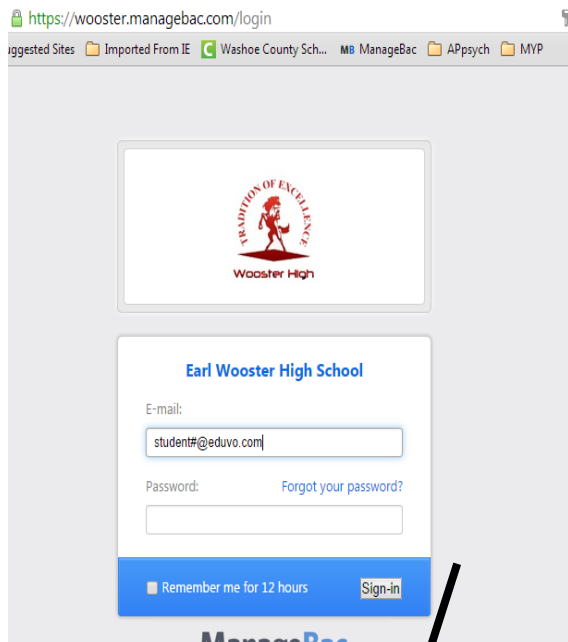 https://wooster.managebac.com/login
uggested Sites Imported From IE Washoe County Sch... MB ManageBac APpsych MYP
TRADITION OF EXCELLENCE
Wooster High
Earl Wooster High School
E-mail:
student#@eduvo.com
Password: Forgot your password?
Remember me for 12 hours Sign-in
ManageBac